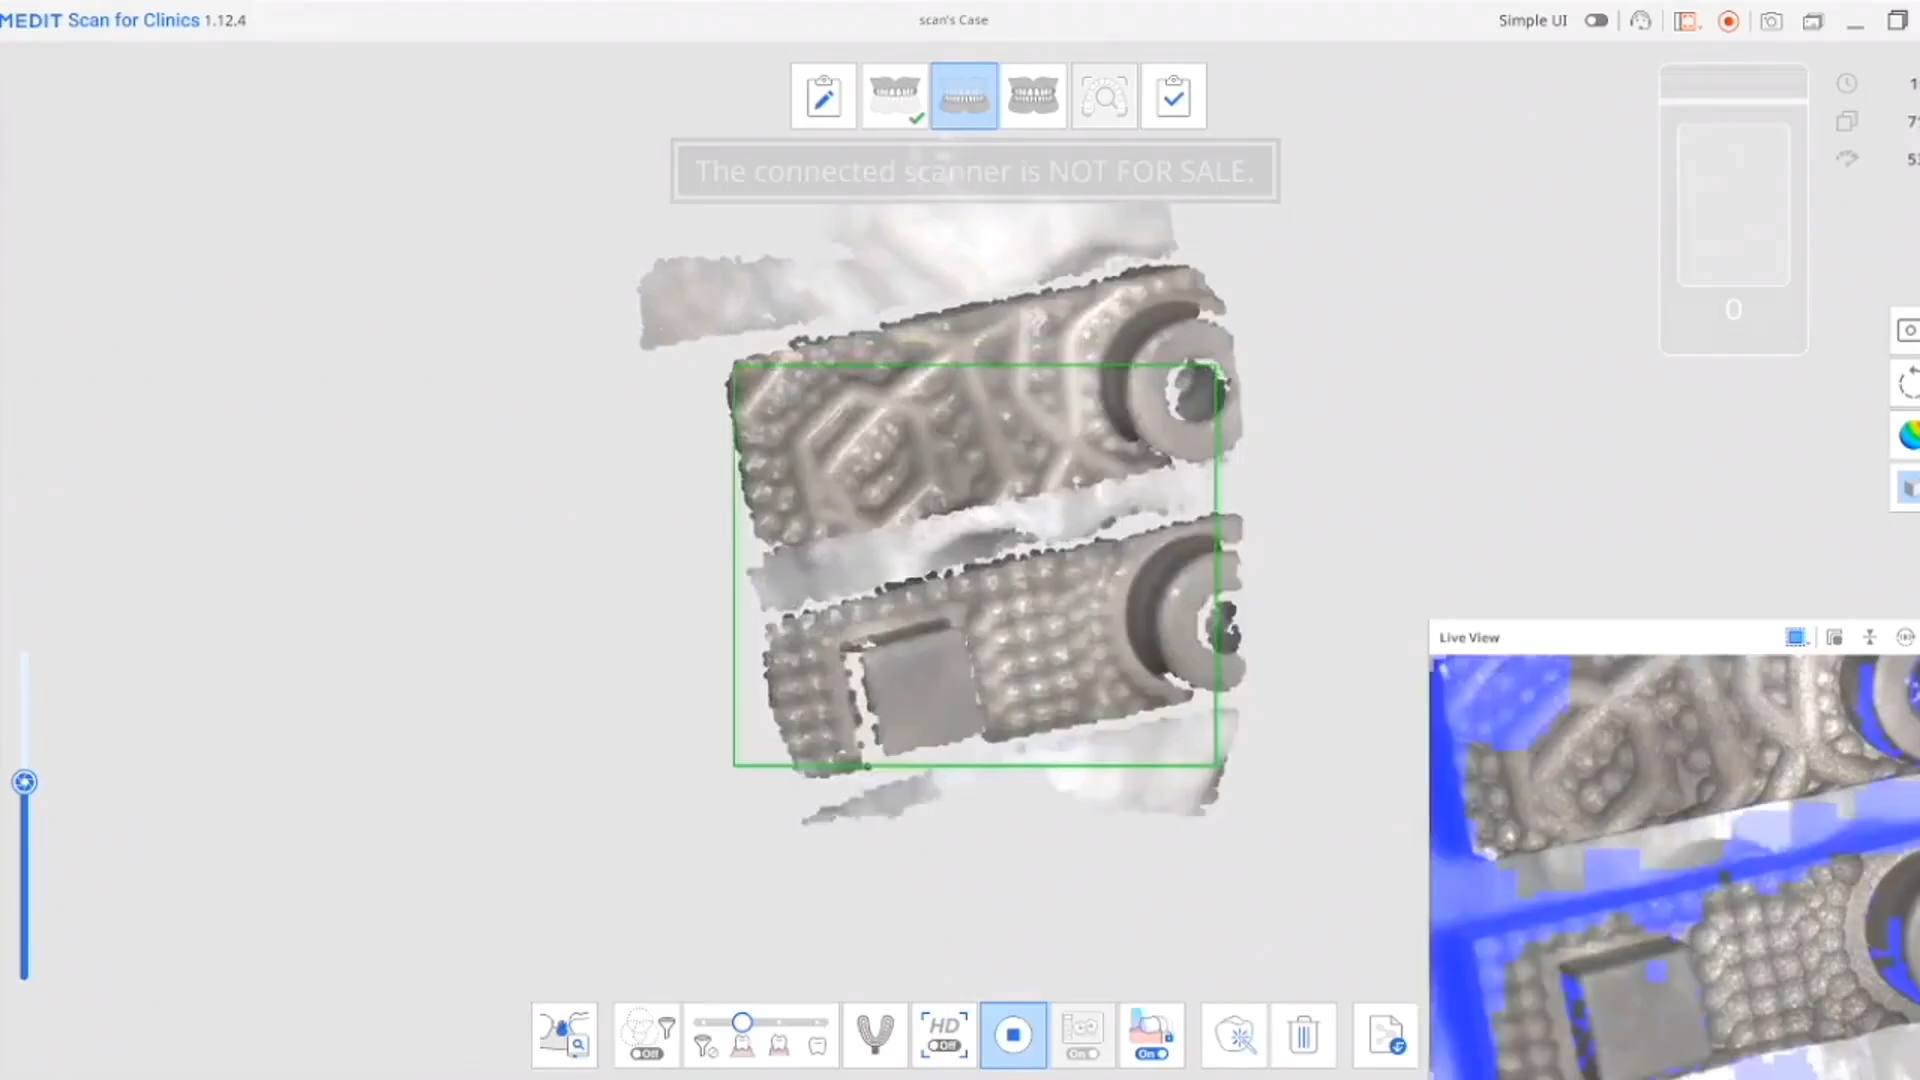 MEDIT Scan for Clinics 1.12.4
scan's Case
Simple UI
The connected scanner is NOT FOR SALE.
0
Live View
Off
HD
Off
On
On